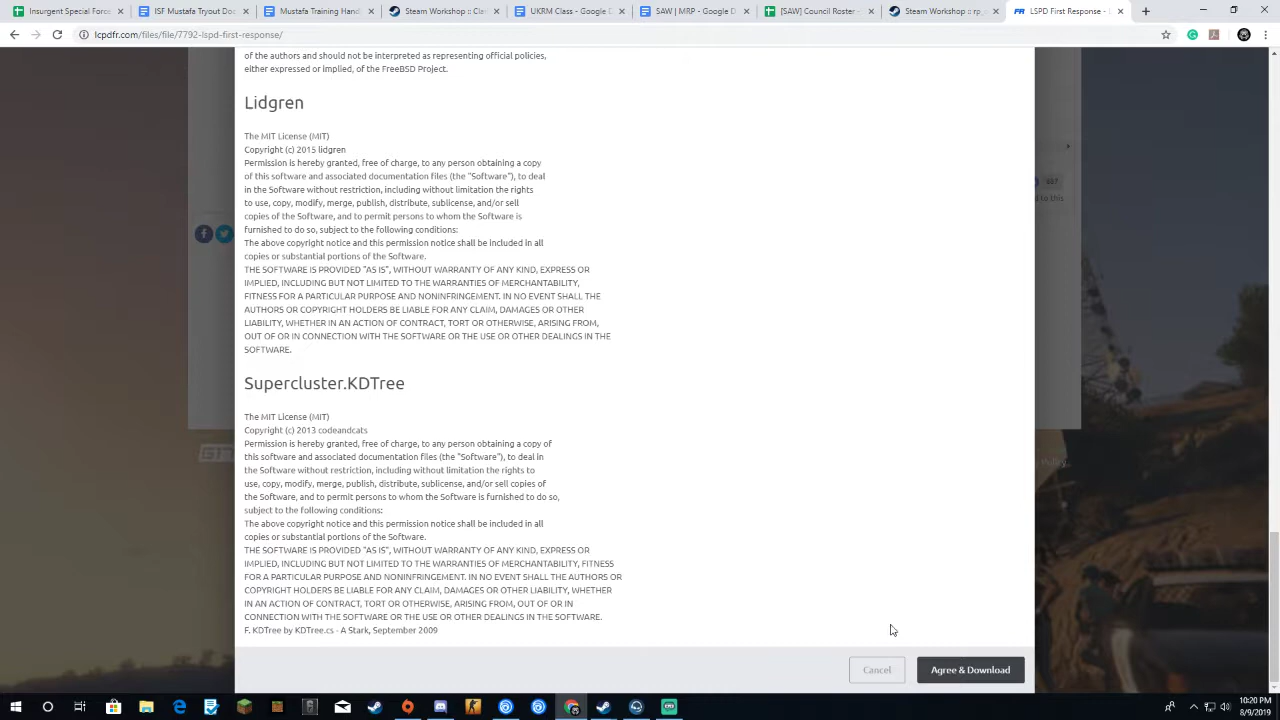 Insurgent Special Force
ISF Mustafa Tryout Doc
Mustafa Training Hand
Steam Workshop :: Cla
UKRM Class - Google D
SAW | MRP - Google D
[SAW] Council Roster -
Steam Workshop :: rp_
LSPD First Response
lcpdfr.com/files/file/7792-lspd-first-response/
of the authors and should not be interpreted as representing official policies,
either expressed or implied, of the FreeBSD Project.
Lidgren
The MIT License (MIT)
Copyright (c) 2015 lidgren
Permission is hereby granted, free of charge, to any person obtaining a copy
of this software and associated documentation files (the "Software"), to deal
in the Software without restriction, including without limitation the rights
to use, copy, modify, merge, publish, distribute, sublicense, and/or sell
copies of the Software, and to permit persons to whom the Software is
furnished to do so, subject to the following conditions:
The above copyright notice and this permission notice shall be included in all
copies or substantial portions of the Software.
THE SOFTWARE IS PROVIDED "AS IS", WITHOUT WARRANTY OF ANY KIND, EXPRESS OR
IMPLIED, INCLUDING BUT NOT LIMITED TO THE WARRANTIES OF MERCHANTABILITY,
FITNESS FOR A PARTICULAR PURPOSE AND NONINFRINGEMENT. IN NO EVENT SHALL THE
AUTHORS OR COPYRIGHT HOLDERS BE LIABLE FOR ANY CLAIM, DAMAGES OR OTHER
LIABILITY, WHETHER IN AN ACTION OF CONTRACT, TORT OR OTHERWISE, ARISING FROM,
OUT OF OR IN CONNECTION WITH THE SOFTWARE OR THE USE OR OTHER DEALINGS IN THE
SOFTWARE.
Supercluster.KDTree
The MIT License (MIT)
Copyright (c) 2013 codeandcats
Permission is hereby granted, free of charge, to any person obtaining a copy of
this software and associated documentation files (the "Software"), to deal in
the Software without restriction, including without limitation the rights to
use, copy, modify, merge, publish, distribute, sublicense, and/or sell copies of
the Software, and to permit persons to whom the Software is furnished to do so,
subject to the following conditions:
The above copyright notice and this permission notice shall be included in all
copies or substantial portions of the Software.
THE SOFTWARE IS PROVIDED "AS IS", WITHOUT WARRANTY OF ANY KIND, EXPRESS OR
IMPLIED, INCLUDING BUT NOT LIMITED TO THE WARRANTIES OF MERCHANTABILITY, FITNESS
FOR A PARTICULAR PURPOSE AND NONINFRINGEMENT. IN NO EVENT SHALL THE AUTHORS OR
COPYRIGHT HOLDERS BE LIABLE FOR ANY CLAIM, DAMAGES OR OTHER LIABILITY, WHETHER
IN AN ACTION OF CONTRACT, TORT OR OTHERWISE, ARISING FROM, OUT OF OR IN
CONNECTION WITH THE SOFTWARE OR THE USE OR OTHER DEALINGS IN THE SOFTWARE.
F. KDTree by KDTree.cs - A Stark, September 2009
d to this
Policy.
Cancel
Agree & Download
10:20 PM
8/9/2019